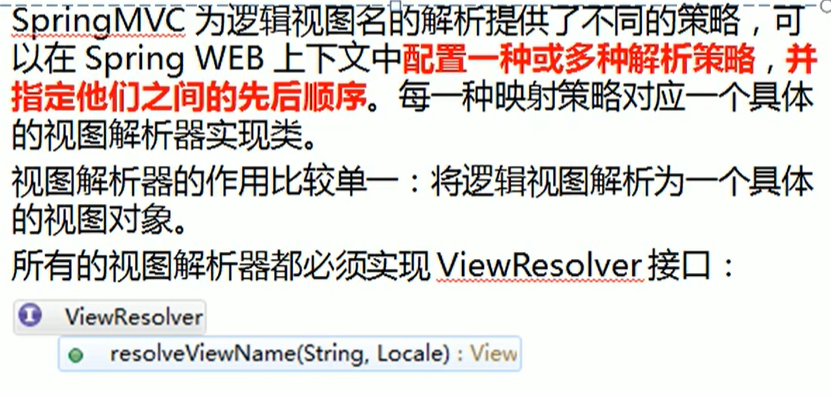 SpringMVC 为逻辑视图名的解析提供了不同的策略，可
以在 Spring WEB 上下文中配置一种或多种解析策略，并
指定他们之间的先后顺序。每一种映射策略对应一个具体
的视图解析器实现类。
视图解析器的作用比较单一：将逻辑视图解析为一个具体
的视图对象。
所有的视图解析器都必须实现 ViewResolver 接口：
ViewResolver
resolveViewName(String, Locale) : View